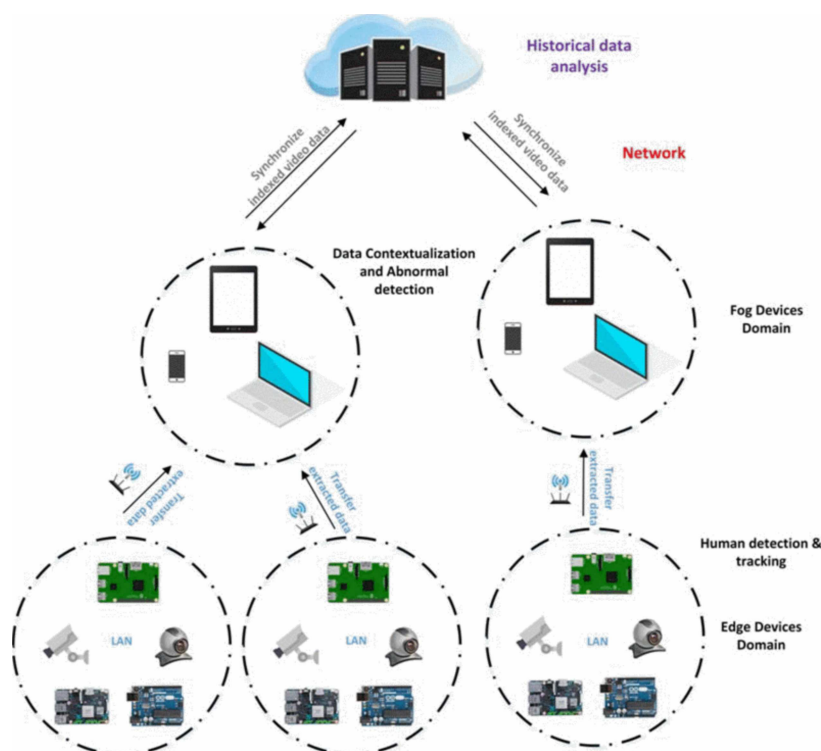 Historical data
analysis
Synchronize
indexed video data
Synchronize
indexed video data
Network
Data Contextualization
and Abnormal
detection
Fog Devices
Domain
Transfer
extracted data
Transfer
extracted data
Transfer
extracted data
Human detection &
tracking
LAN
LAN
LAN
Edge Devices
Domain